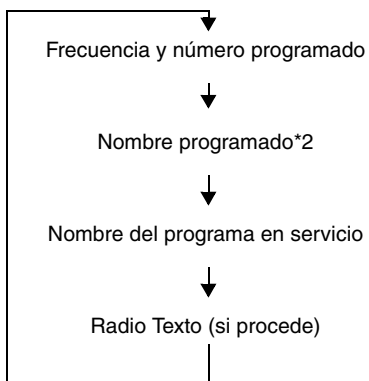 Frecuencia y número programado
Nombre programado*2
Nombre del programa en servicio
Radio Texto (si procede)